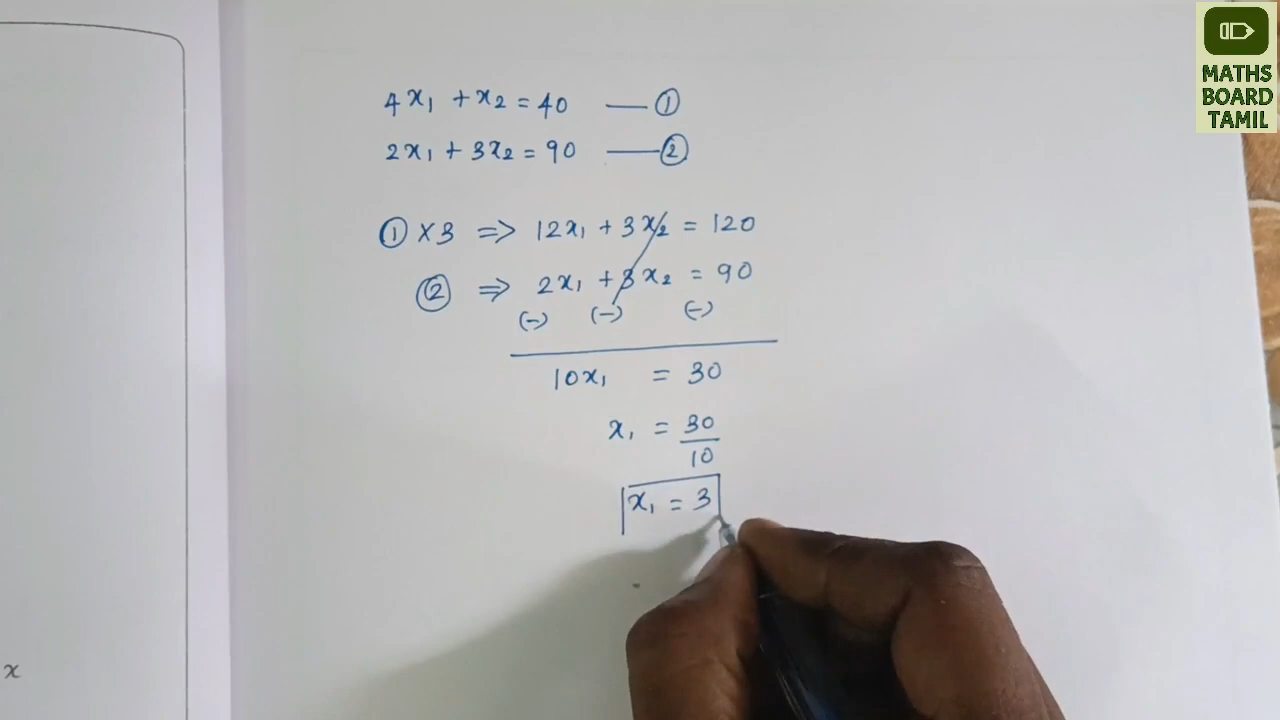 4x₁ + x₂ = 40 —— ①
2x₁ + 3x₂ = 90 —— ②
① x 3 ⇒ 12x₁ + 3x₂ = 120
② ⇒ 2x₁ + 3x₂ = 90
(-) (-) (-)
10x₁ = 30
x₁ = 30/10
x₁ = 3
x
MATHS
BOARD
TAMIL